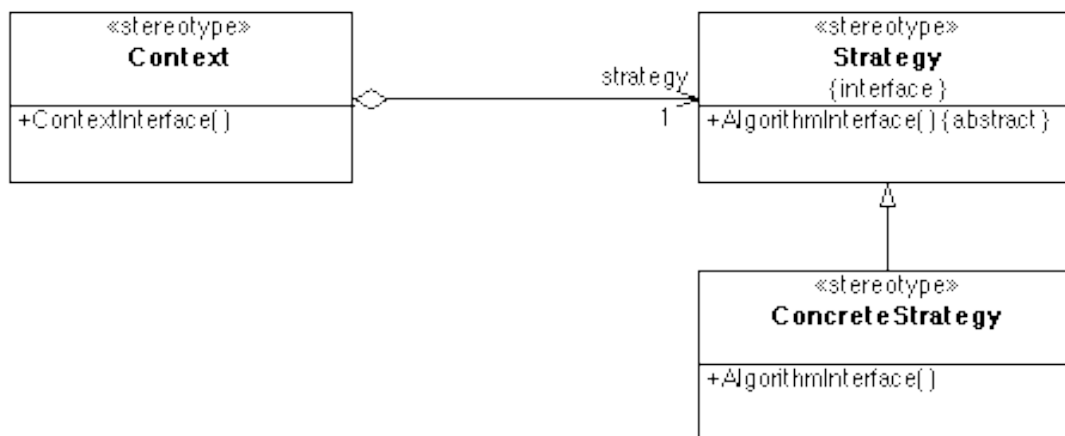 «stereotype»
Context
+ContextInterface()
strategy
1
«stereotype»
Strategy
{interface}
+AlgorithmInterface() {abstract}
«stereotype»
ConcreteStrategy
+AlgorithmInterface()